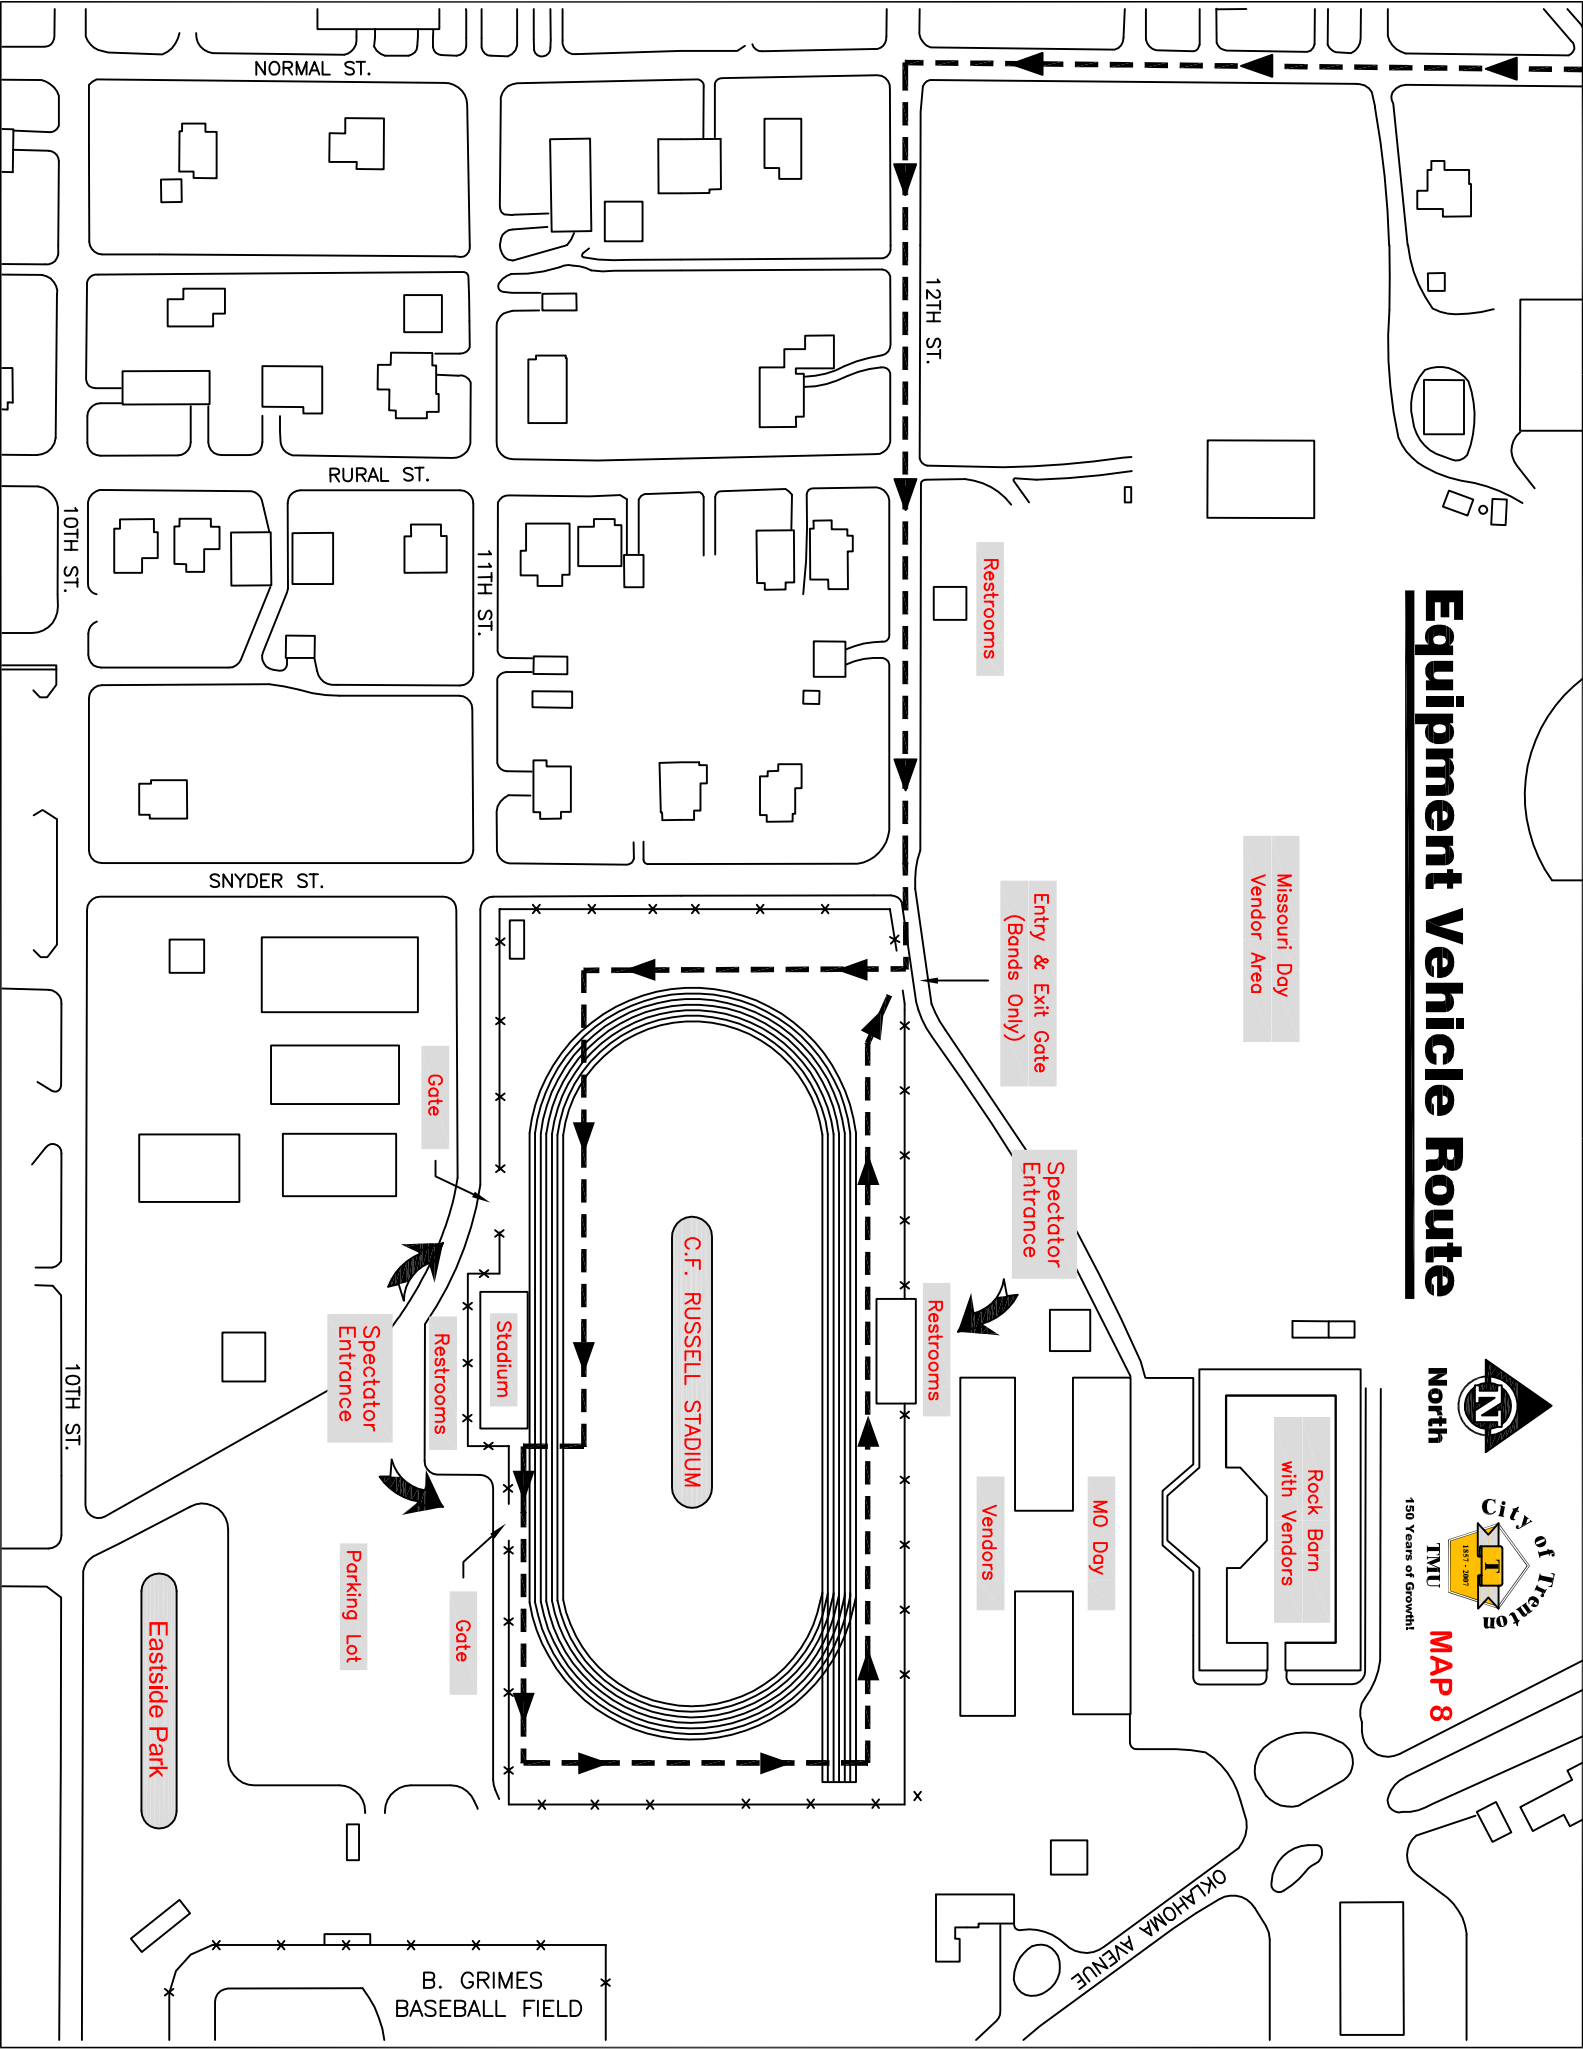 Equipment Vehicle Route
N
North
City of Trenton
T
1857 - 2007
TMU
150 Years of Growth!
MAP 8
NORMAL ST.
12TH ST.
RURAL ST.
10TH ST.
11TH ST.
Restrooms
SNYDER ST.
Missouri Day
Vendor Area
Entry & Exit Gate
(Bands Only)
Gate
Spectator
Entrance
C.F. RUSSELL STADIUM
Restrooms
Stadium
Restrooms
Spectator
Entrance
10TH ST.
Rock Barn
with Vendors
MO Day
Vendors
Gate
Parking Lot
Eastside Park
OKLAHOMA AVENUE
B. GRIMES
BASEBALL FIELD